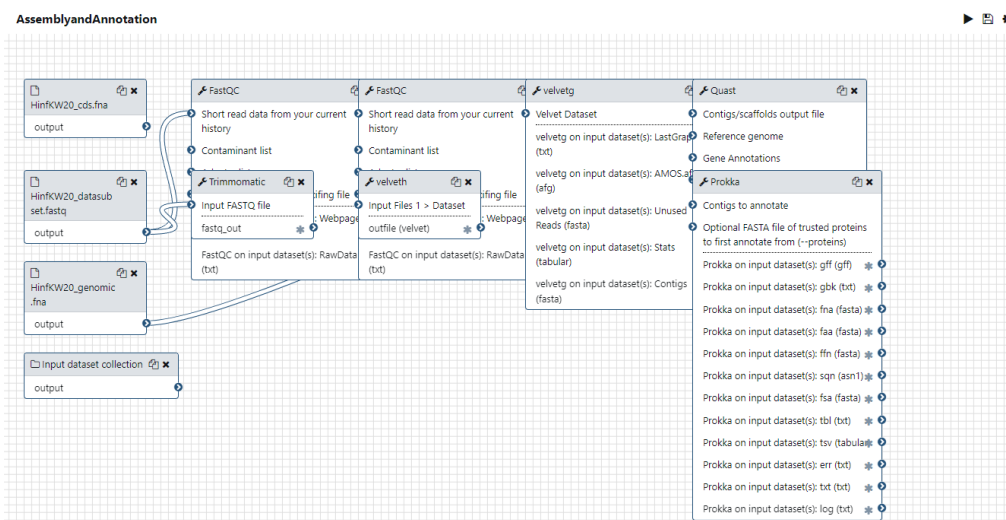 AssemblyandAnnotation
HinfKW20_cds.fna
output
HinfKW20_datasub
set.fastq
output
HinfKW20_genomic
.fna
output
Input dataset collection
output
FastQC
Short read data from your current
history
Contaminant list
Trimmomatic
Input FASTQ file
fastq_out
ifing file
: Webpage
FastQC on input dataset(s): RawData
(txt)
FastQC
Short read data from your current
history
Contaminant list
velveth
Input Files 1 > Dataset
outfile (velvet)
ifing file
: Webpage
FastQC on input dataset(s): RawData
(txt)
velvetg
Velvet Dataset
velvetg on input dataset(s): LastGrap
(txt)
velvetg on input dataset(s): AMOS.af
(afg)
velvetg on input dataset(s): Unused
Reads (fasta)
velvetg on input dataset(s): Stats
(tabular)
velvetg on input dataset(s): Contigs
(fasta)
Quast
Contigs/scaffolds output file
Reference genome
Gene Annotations
Prokka
Contigs to annotate
Optional FASTA file of trusted proteins
to first annotate from (--proteins)
Prokka on input dataset(s): gff (gff)
Prokka on input dataset(s): gbk (txt)
Prokka on input dataset(s): fna (fasta)
Prokka on input dataset(s): faa (fasta)
Prokka on input dataset(s): ffn (fasta)
Prokka on input dataset(s): sqn (asn1)
Prokka on input dataset(s): fsa (fasta)
Prokka on input dataset(s): tbl (txt)
Prokka on input dataset(s): tsv (tabula
Prokka on input dataset(s): err (txt)
Prokka on input dataset(s): txt (txt)
Prokka on input dataset(s): log (txt)